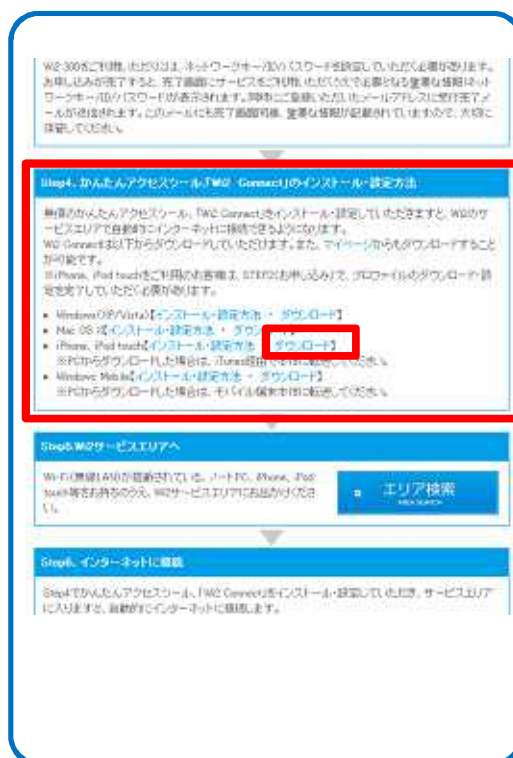 Wi2 300をご利用いただくには、ネットワークキー/ID/パスワードを設定していただく必要があります。
お申し込みが完了すると、完了画面にサービスをご利用いただくうえで必要となる重要な情報(ネット
ワークキー/ID/パスワード)が表示されます。同時にご登録いただいたメールアドレスに受付完了メ
ールが送信されます。このメールにも完了画面同様、重要な情報が記載されていますので、大切に
保管してください。
Step4. かんたんアクセスツール「Wi2 Connect」のインストール・設定方法
無償のかんたんアクセスツール、「Wi2 Connect」をインストール・設定していただきますと、Wi2のサ
ービスエリアで自動的にインターネットに接続できるようになります。
Wi2 Connectは以下からダウンロードしていただけます。また、マイページからもダウンロードすること
が可能です。
※iPhone、iPod touchをご利用のお客様は、STEP2(お申し込み)で、プロファイルのダウンロード・設
定を完了していただく必要があります。
• Windows(XP/Vista)【インストール・設定方法 ・ ダウンロード】
• Mac OS X【インストール・設定方法 ・ ダウン
• iPhone、iPod touch【インストール・設定方法 ダウンロード】
※PCからダウンロードした場合は、iTunes経由で本体に転送してください。
• Windows Mobile【インストール・設定方法 ・ ダウンロード】
※PCからダウンロードした場合は、モバイル端末本体に転送してください。
Step5.Wi2サービスエリアへ
Wi-Fi(無線LAN)が搭載されている、ノートPC、iPhone、iPod
touch等をお持ちのうえ、Wi2サービスエリアにお出かけくださ
い。
エリア検索
AREA SEARCH
Step6. インターネットに接続
Step4でかんたんアクセスツール、「Wi2 Connect」をインストール・設定していただき、サービスエリア
に入りますと、自動的にインターネットに接続します。